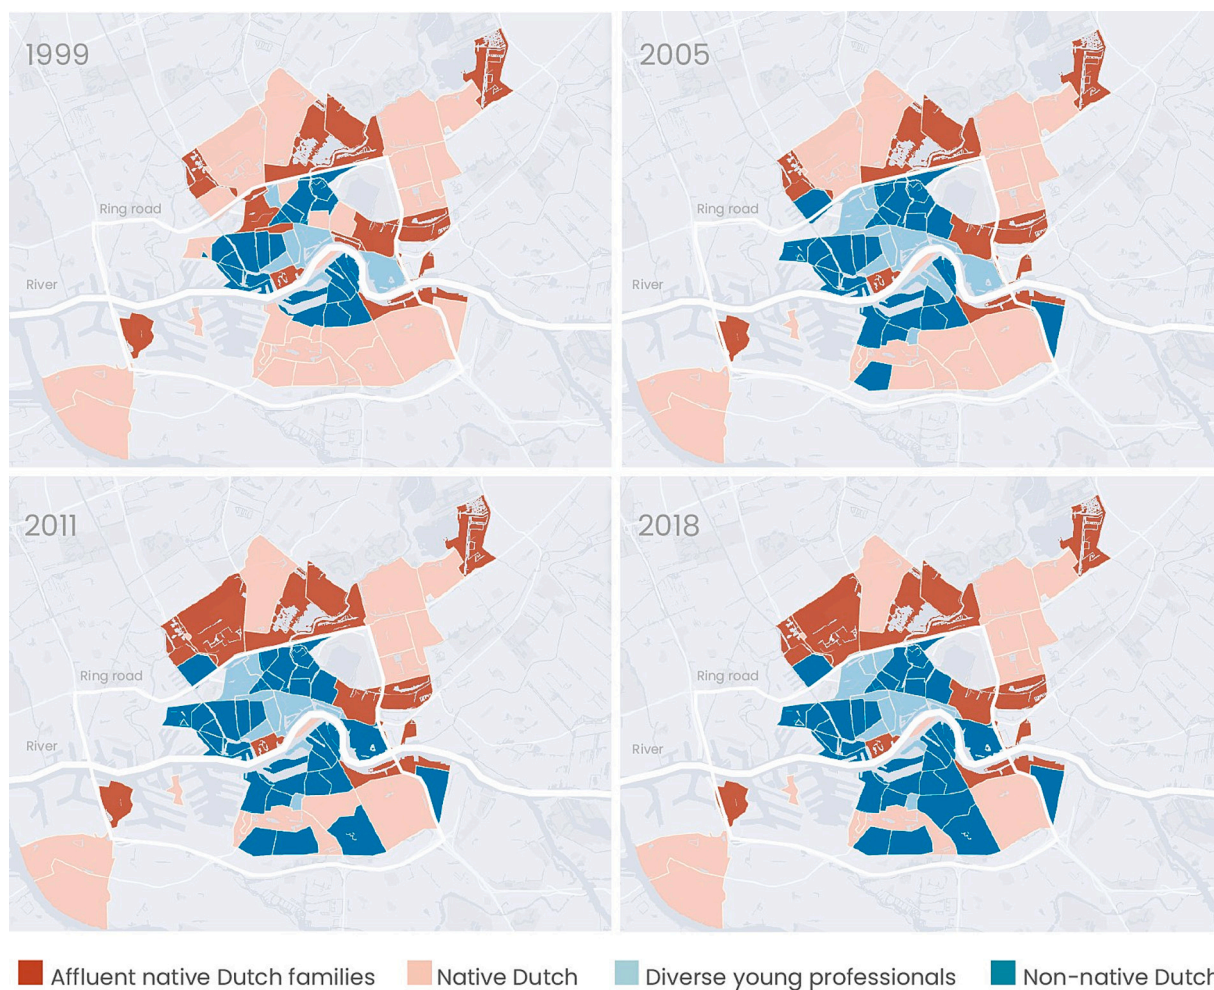 1999
2005
Ring road
Ring road
River
River
2011
2018
Ring road
Ring road
River
River
Affluent native Dutch families
Native Dutch
Diverse young professionals
Non-native Dutch